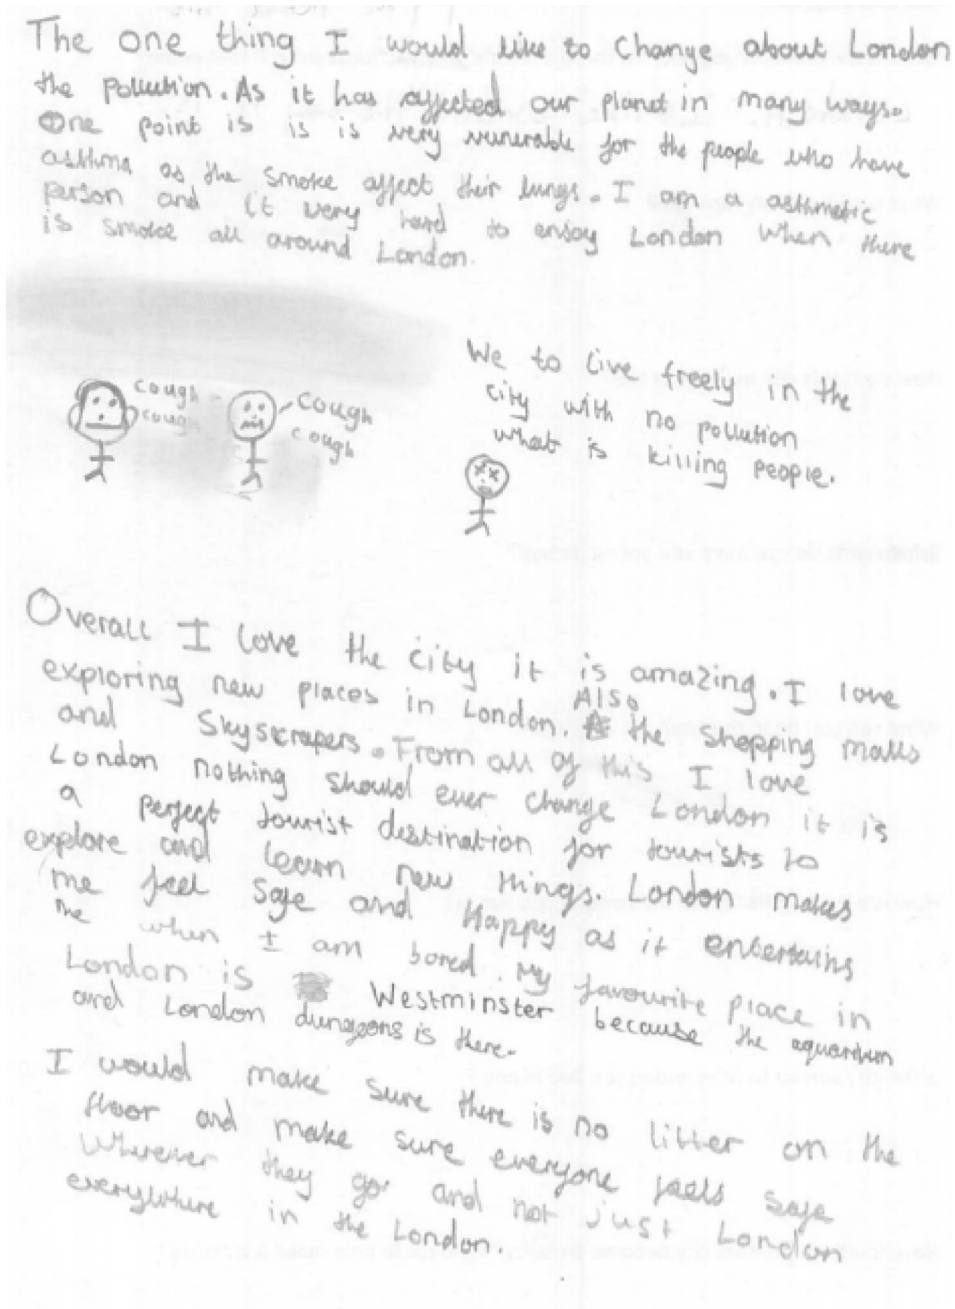 The one thing I would like to change about London
the pollution. As it has affected our planet in many ways.
One point is is is very vunerable for the people who have
asthma as the smoke affect their lungs. I am a asthmetic
person and it very hard to enjoy London when there
is smoke all around London.
cough
cough
cough
cough
We to live freely in the
city with no pollution
what is killing people.
Overall I love the city it is amazing. I love
exploring new places in London Also the shopping malls
and skyscrapers. From all of this I love
London nothing should ever change London it is
a perfect tourist destination for tourists to
explore and learn new things. London makes
me feel safe and Happy as it entertains
me when I am bored. My favourite place in
London is Westminster because the aquarium
and London dungeons is there.
I would make sure there is no litter on the
floor and make sure everyone feels safe
wherever they go and not just London
everywhere in the London.